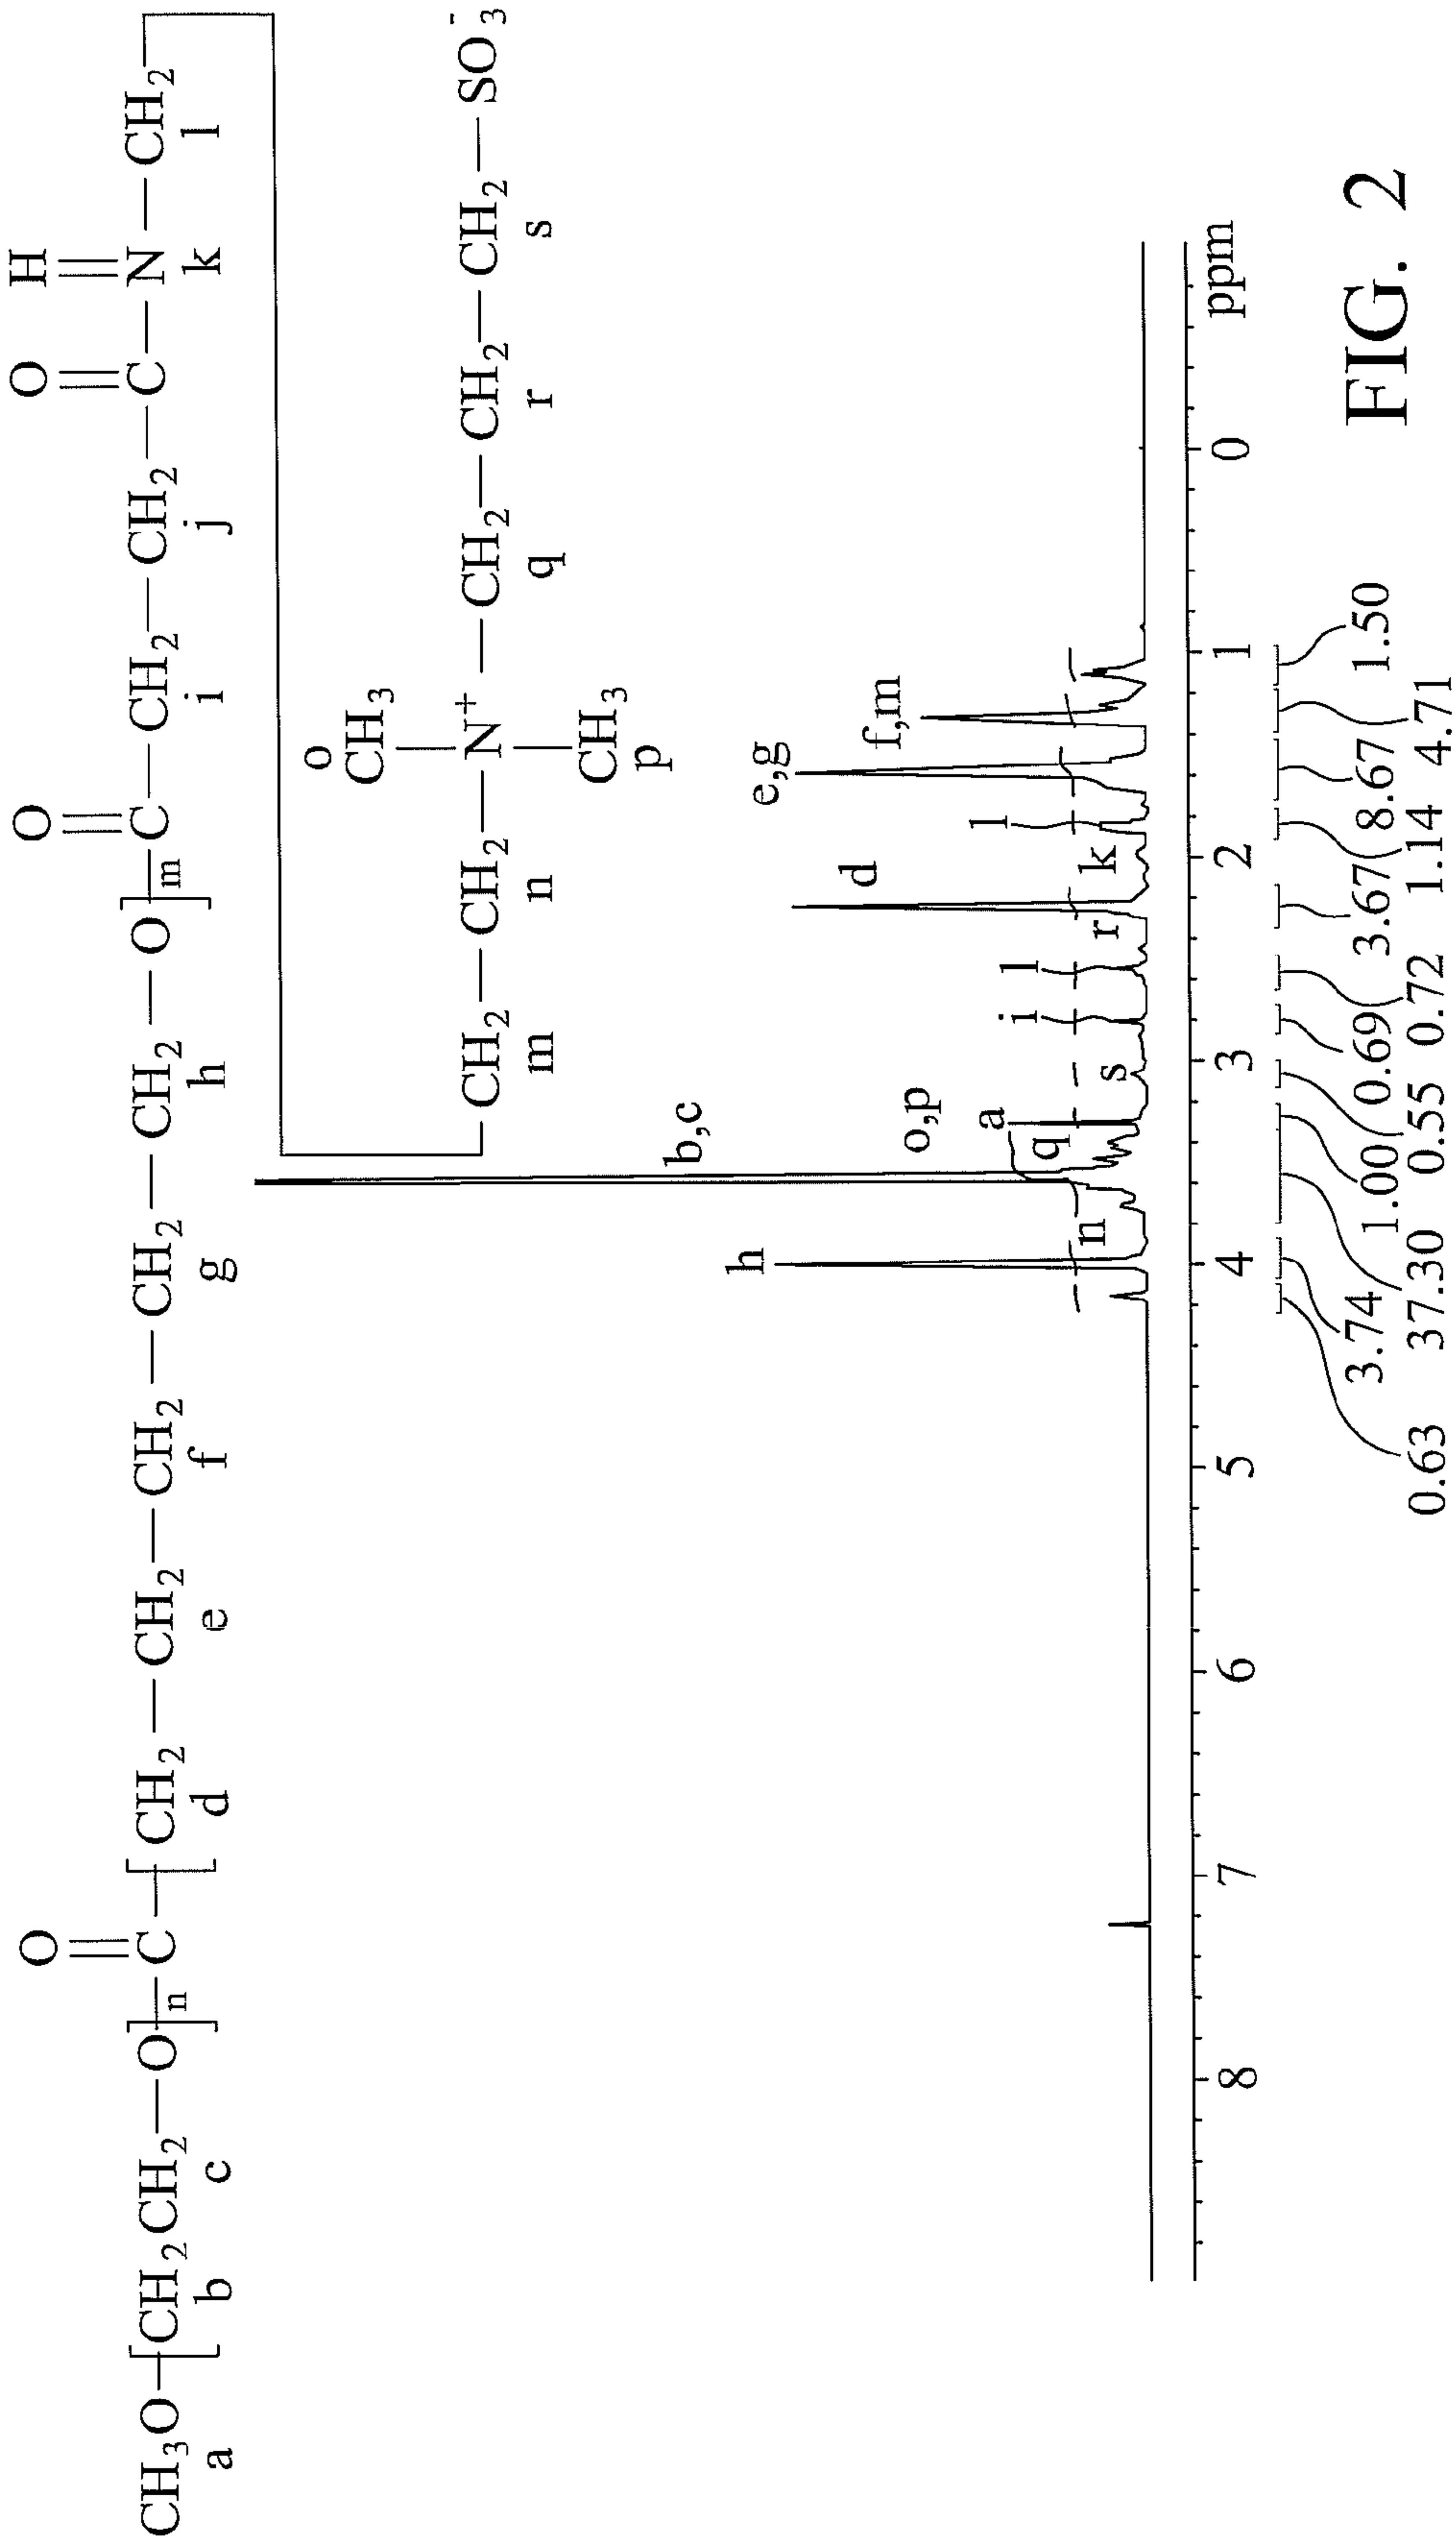 O O O H
CH3O [ CH2CH2 — O ]n C [ CH2 — CH2 — CH2 — CH2 — CH2 — O ]m C — CH2 — CH2 — C — N — CH2
a b c d e f g h i j k l
o
CH3
CH2 — CH2 — N+ — CH2 — CH2 — CH2 — SO3-
m n q r s
CH3
p
b,c
h
e,g
d
f,m
o,p
n q a s i l r k l
8 7 6 5 4 3 2 1 0 ppm
3.74 1.00 0.69 3.67 8.67 1.50
0.63 37.30 0.55 0.72 1.14 4.71
FIG. 2